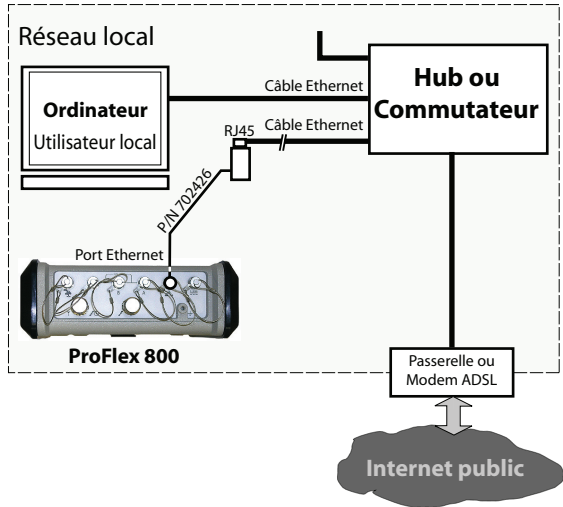 Réseau local
Câble Ethernet
Hub ou
Commutateur
Ordinateur
Utilisateur local
Câble Ethernet
RJ45
P/N 702426
Port Ethernet
ProFlex 800
Passerelle ou
Modem ADSL
Internet public